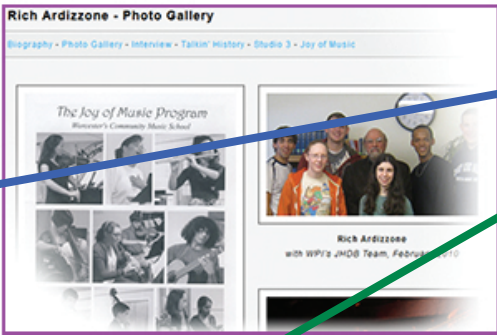 Rich Ardizzone - Photo Gallery
Biography - Photo Gallery - Interview - Talkin' History - Studio 3 - Joy of Music
The Joy of Music Program
Worcester's Community Music School
Rich Ardizzone
with WPI's JHDB Team, February 2010